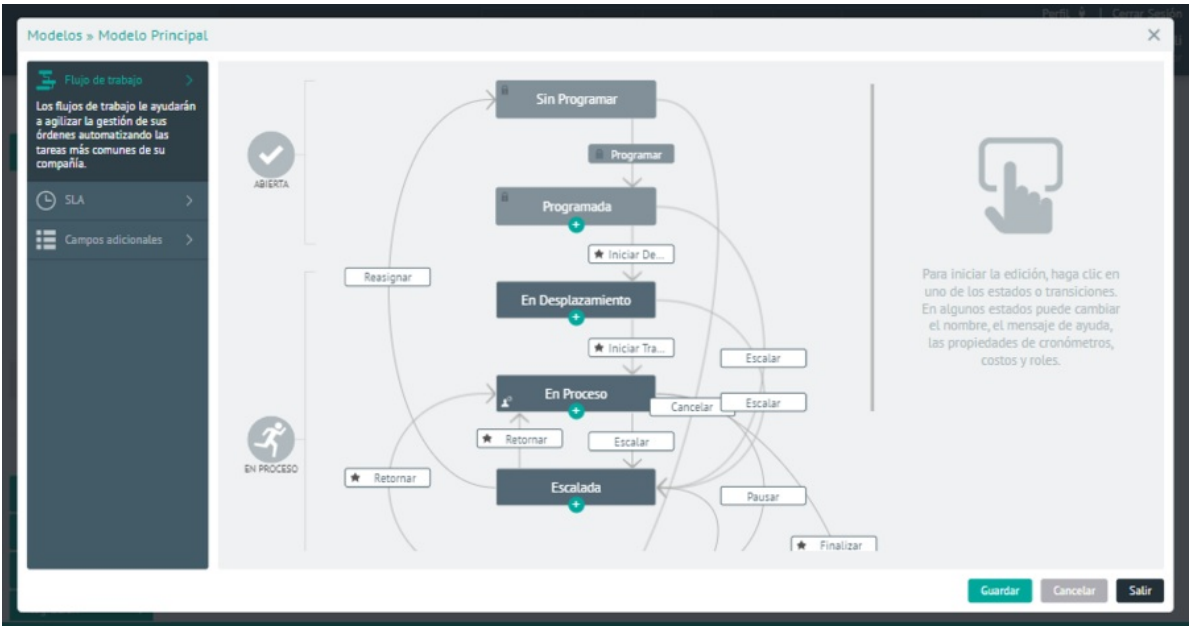 Perfil | Cerrar Sesión
Modelos » Modelo Principal
Flujo de trabajo
Los flujos de trabajo le ayudarán
a agilizar la gestión de sus
órdenes automatizando las
tareas más comunes de su
compañía.
SLA
Campos adicionales
ABIERTA
EN PROCESO
Sin Programar
Programar
Programada
Iniciar De...
Reasignar
En Desplazamiento
Iniciar Tra...
Escalar
En Proceso
Cancelar
Escalar
Retornar
Escalar
Retornar
Escalada
Pausar
Finalizar
Para iniciar la edición, haga clic en
uno de los estados o transiciones.
En algunos estados puede cambiar
el nombre, el mensaje de ayuda,
las propiedades de cronómetros,
costos y roles.
Guardar
Cancelar
Salir